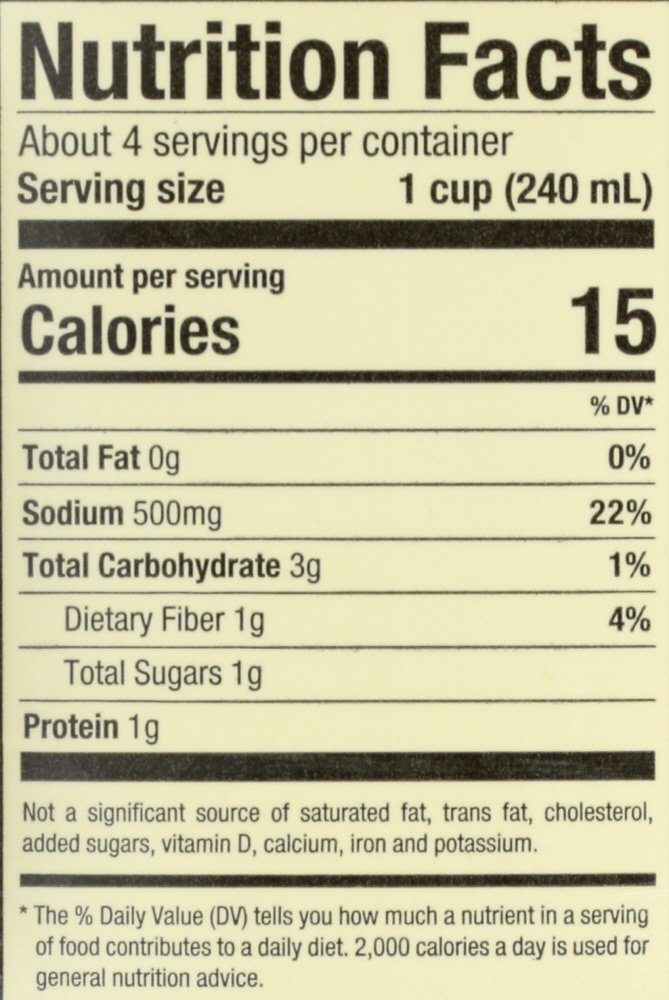 Nutrition Facts
About 4 servings per container
Serving size 1 cup (240 mL)
Amount per serving
Calories 15
% DV*
Total Fat 0g 0%
Sodium 500mg 22%
Total Carbohydrate 3g 1%
Dietary Fiber 1g 4%
Total Sugars 1g
Protein 1g
Not a significant source of saturated fat, trans fat, cholesterol,
added sugars, vitamin D, calcium, iron and potassium.
* The % Daily Value (DV) tells you how much a nutrient in a serving
of food contributes to a daily diet. 2,000 calories a day is used for
general nutrition advice.